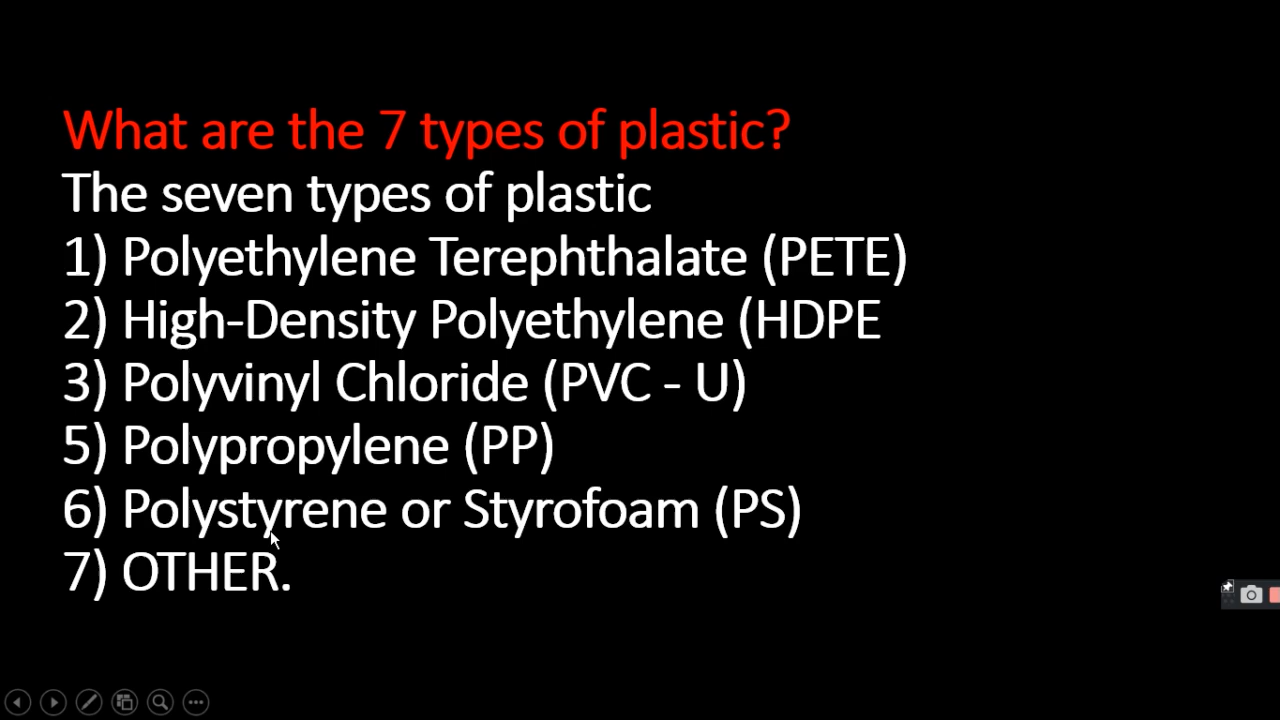 What are the 7 types of plastic?
The seven types of plastic
1) Polyethylene Terephthalate (PETE)
2) High-Density Polyethylene (HDPE
3) Polyvinyl Chloride (PVC - U)
5) Polypropylene (PP)
6) Polystyrene or Styrofoam (PS)
7) OTHER.